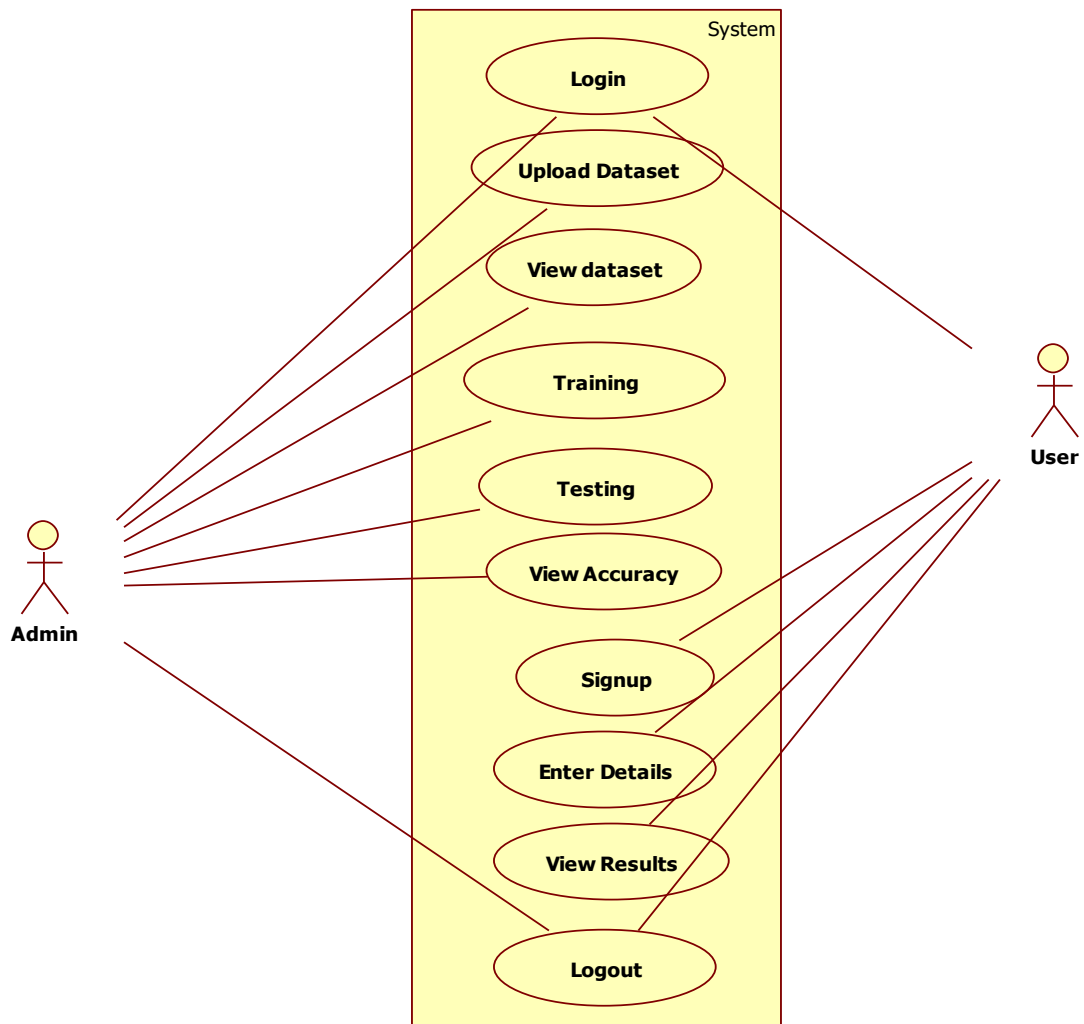 System
Login
Upload Dataset
View dataset
Training
User
Testing
View Accuracy
Admin
Signup
Enter Details
View Results
Logout